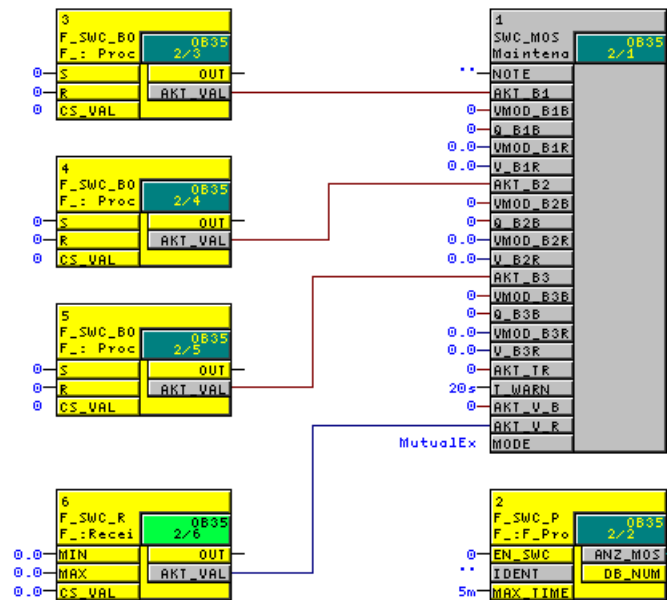 3
F_SWC_BO
F_: Proc
OB35
2/3
0 S OUT
0 R AKT_VAL
0 CS_VAL
4
F_SWC_BO
F_: Proc
OB35
2/4
0 S OUT
0 R AKT_VAL
0 CS_VAL
5
F_SWC_BO
F_: Proc
OB35
2/5
0 S OUT
0 R AKT_VAL
0 CS_VAL
6
F_SWC_R
F_:Recei
OB35
2/6
0.0 MIN OUT
0.0 MAX AKT_VAL
0.0 CS_VAL
1
SWC_MOS
Maintena
OB35
2/1
'' NOTE
AKT_B1
0 VMOD_B1B
0 Q_B1B
0.0 VMOD_B1R
0.0 V_B1R
AKT_B2
0 VMOD_B2B
0 Q_B2B
0.0 VMOD_B2R
0.0 V_B2R
AKT_B3
0 VMOD_B3B
0 Q_B3B
0.0 VMOD_B3R
0.0 V_B3R
0 AKT_TR
20s T_WARN
0 AKT_V_B
AKT_V_R
MutualEx MODE
2
F_SWC_P
F_:F_Pro
OB35
2/2
0 EN_SWC ANZ_MOS
'' IDENT DB_NUM
5m MAX_TIME